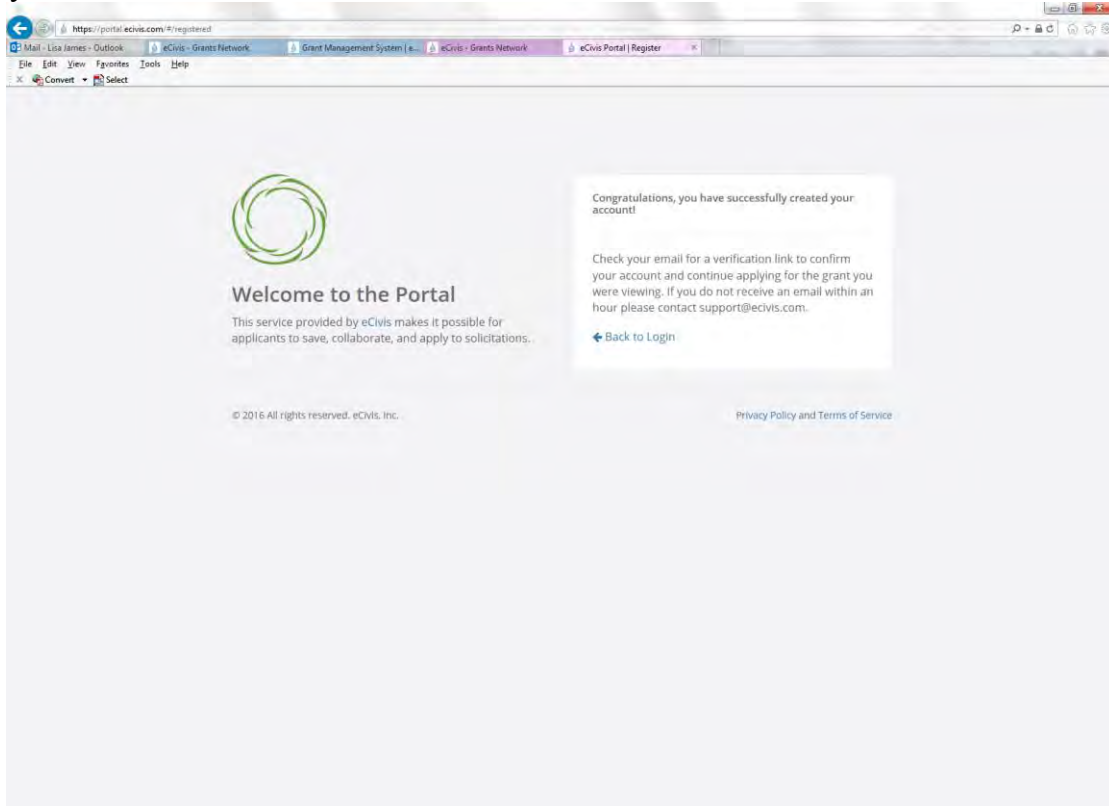 https://portal.ecivis.com/#/registered
Mail - Lisa James - Outlook
eCivis - Grants Network
Grant Management System | e...
eCivis - Grants Network
eCivis Portal | Register
File Edit View Favorites Tools Help
Convert Select
Welcome to the Portal
This service provided by eCivis makes it possible for
applicants to save, collaborate, and apply to solicitations.
Congratulations, you have successfully created your
account!
Check your email for a verification link to confirm
your account and continue applying for the grant you
were viewing. If you do not receive an email within an
hour please contact support@ecivis.com.
Back to Login
© 2016 All rights reserved. eCivis, Inc.
Privacy Policy and Terms of Service